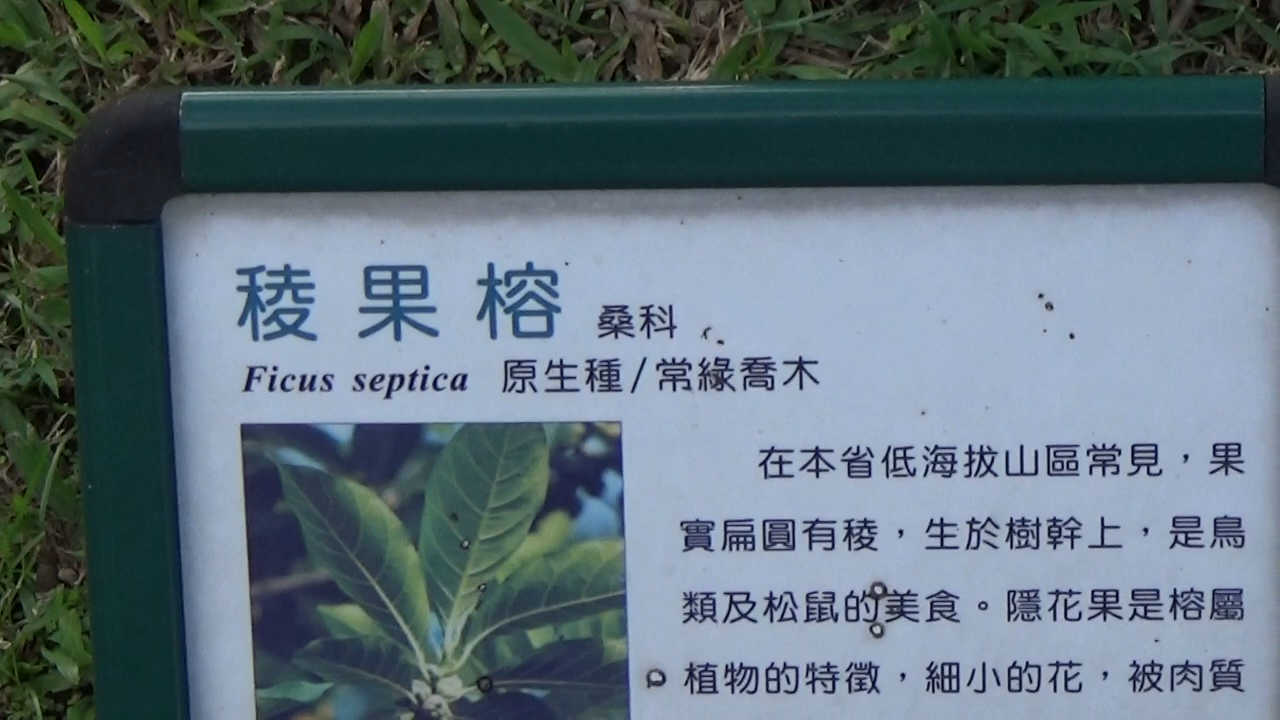 稜果榕 桑科
Ficus septica 原生種/常緣喬木
在本省低海拔山區常見，果
實扁圓有稜，生於樹幹上，是鳥
類及松鼠的美食。隱花果是榕屬
植物的特徵，細小的花，被肉質